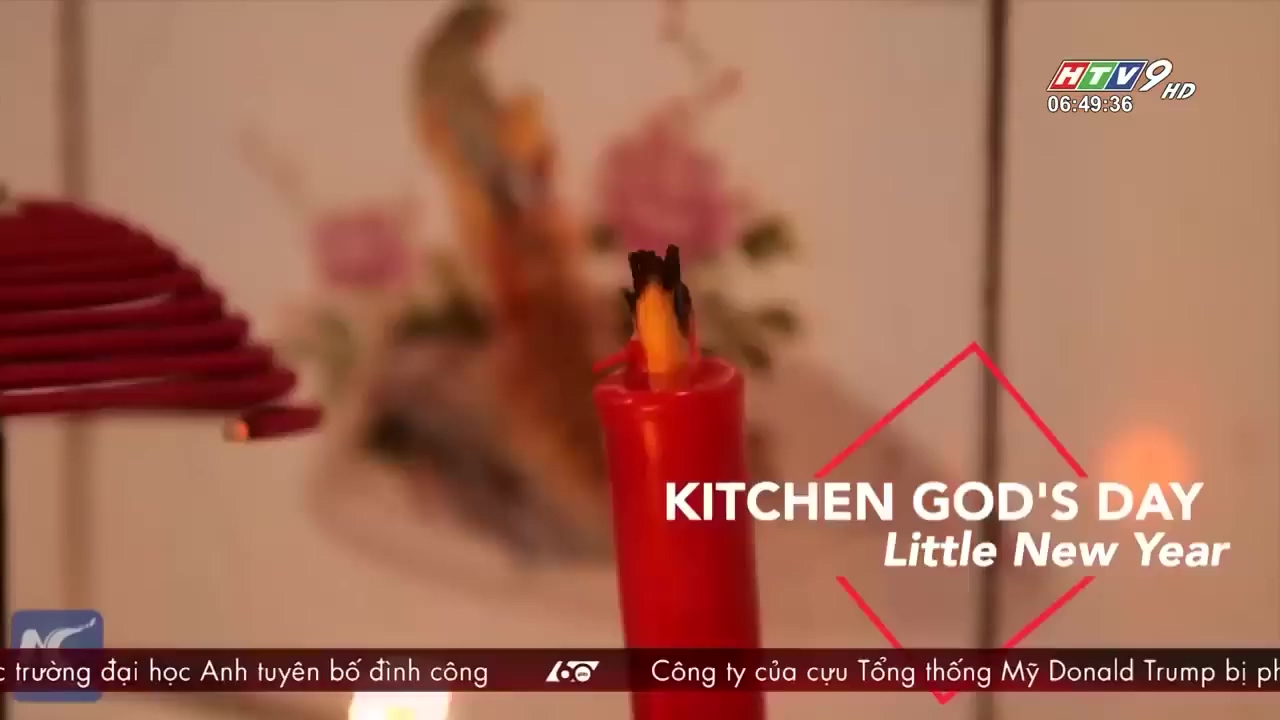 HTV9 HD
06:49:36
KITCHEN GOD'S DAY
Little New Year
trường đại học Anh tuyên bố đình công
60
Công ty của cựu Tổng thống Mỹ Donald Trump bị